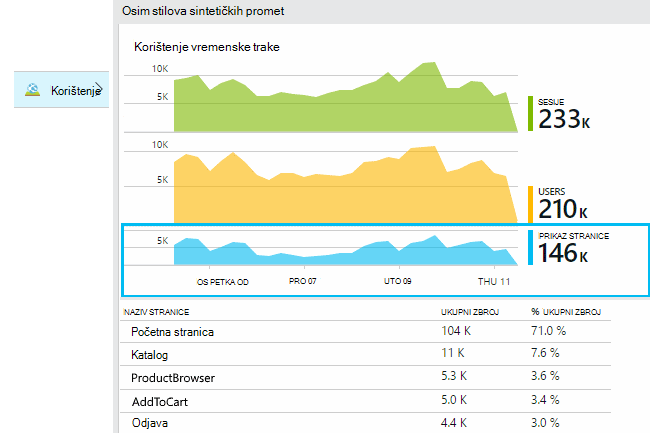 Osim stilova sintetičkih promet
Korištenje
Korištenje vremenske trake
10K
5K
SESIJE
233K
10K
5K
USERS
210 K
5K
PRIKAZ STRANICE
146K
OS PETKA OD PRO 07 UTO 09 THU 11
NAZIV STRANICE UKUPNI ZBROJ % UKUPNI ZBROJ
Početna stranica 104 K 71.0 %
Katalog 11 K 7.6 %
ProductBrowser 5.3 K 3.6 %
AddToCart 5.0 K 3.4 %
Odjava 4.4 K 3.0 %